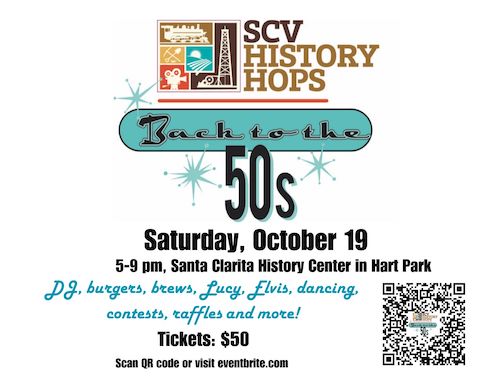 SCV
HISTORY
HOPS
Back to the
50s
Saturday, October 19
5-9 pm, Santa Clarita History Center in Hart Park
DJ, burgers, brews, Lucy, Elvis, dancing,
contests, raffles and more!
Tickets: $50
Scan QR code or visit eventbrite.com